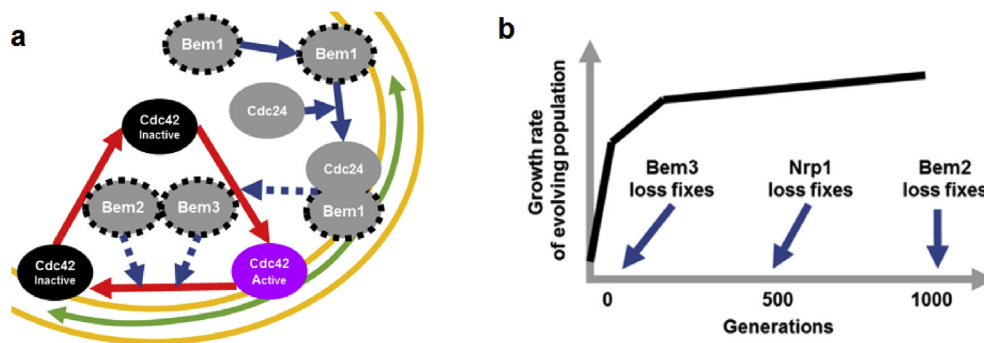 a
Bem1
Bem1
Cdc24
Cdc42
Inactive
Cdc24
Bem2
Bem3
Bem1
Cdc42
Inactive
Cdc42
Active
b
Growth rate
of evolving population
Bem3
loss fixes
Nrp1
loss fixes
Bem2
loss fixes
0
500
1000
Generations